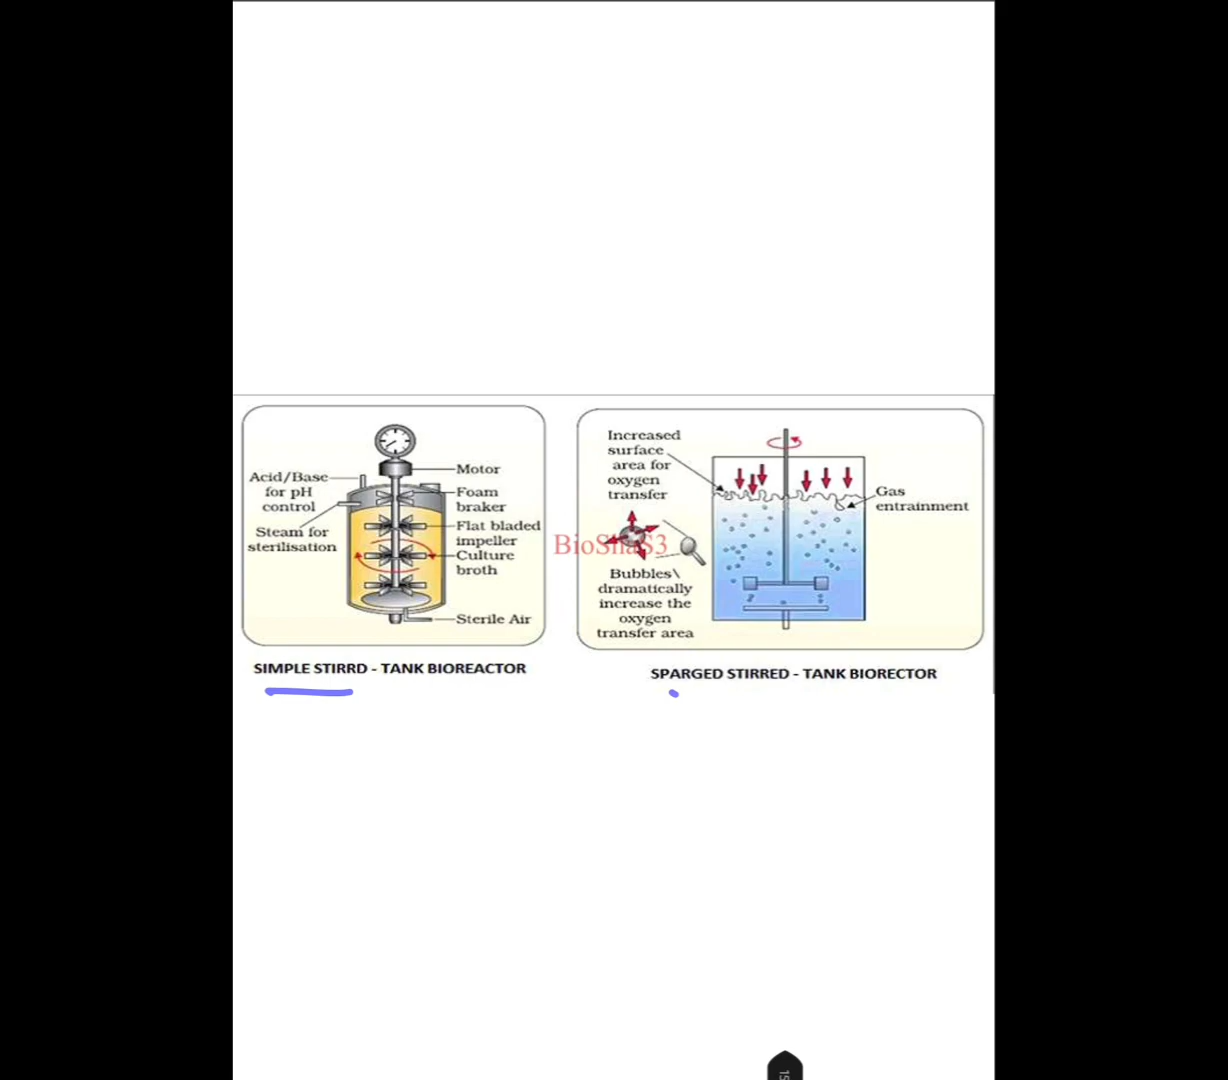 Acid/Base
for pH
control
Steam for
sterilisation
Motor
Foam
braker
Flat bladed
impeller
Culture
broth
Sterile Air
SIMPLE STIRRD - TANK BIOREACTOR
BioShaS3
Increased
surface
area for
oxygen
transfer
Bubbles\
dramatically
increase the
oxygen
transfer area
Gas
entrainment
SPARGED STIRRED - TANK BIORECTOR